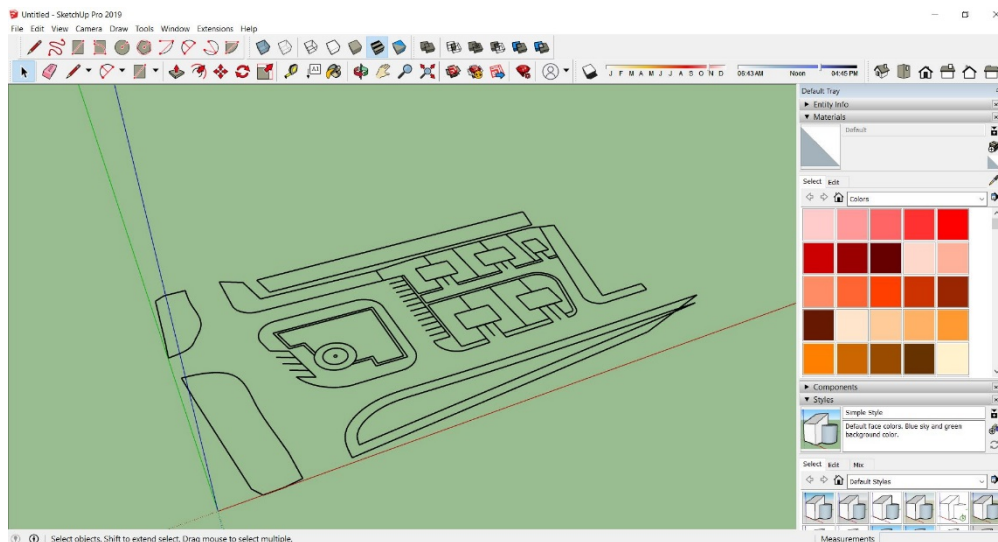 Untitled - SketchUp Pro 2019
File Edit View Camera Draw Tools Window Extensions Help
J F M A M J J A S O N D 06:43 AM Noon 04:45 PM
Default Tray
Entity Info
Materials
Default
Select Edit
Colors
Components
Styles
Simple Style
Default face colors. Blue sky and green
background color.
Select Edit Mix
Default Styles
Select objects. Shift to extend select. Drag mouse to select multiple.
Measurements